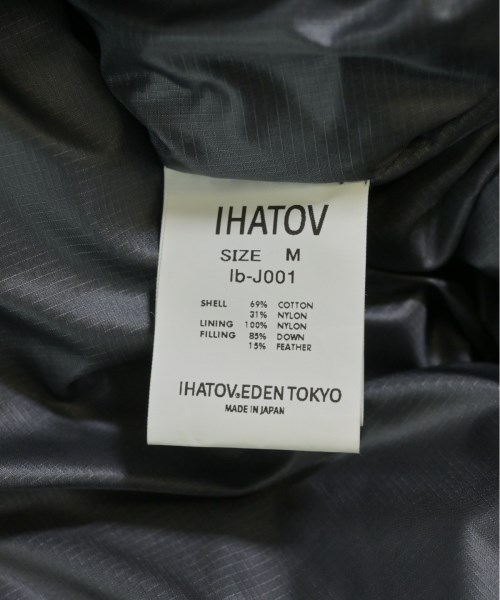 IHATOV
SIZE M
Ib-J001
SHELL 69% COTTON
31% NYLON
LINING 100% NYLON
FILLING 85% DOWN
15% FEATHER
IHATOV.EDEN TOKYO
MADE IN JAPAN